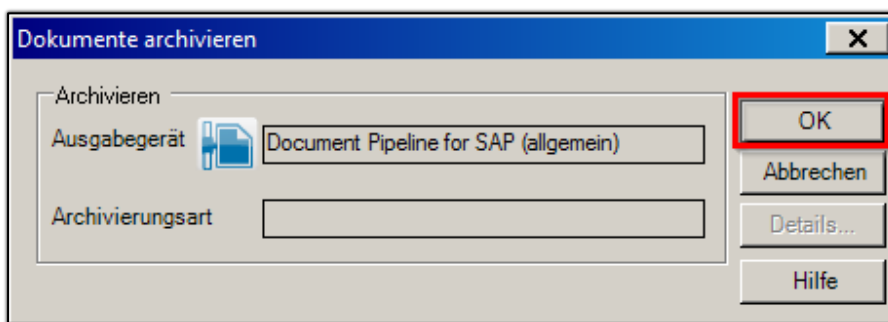 Dokumente archivieren
Archivieren
Ausgabegerät Document Pipeline for SAP (allgemein)
Archivierungsart
OK
Abbrechen
Details...
Hilfe